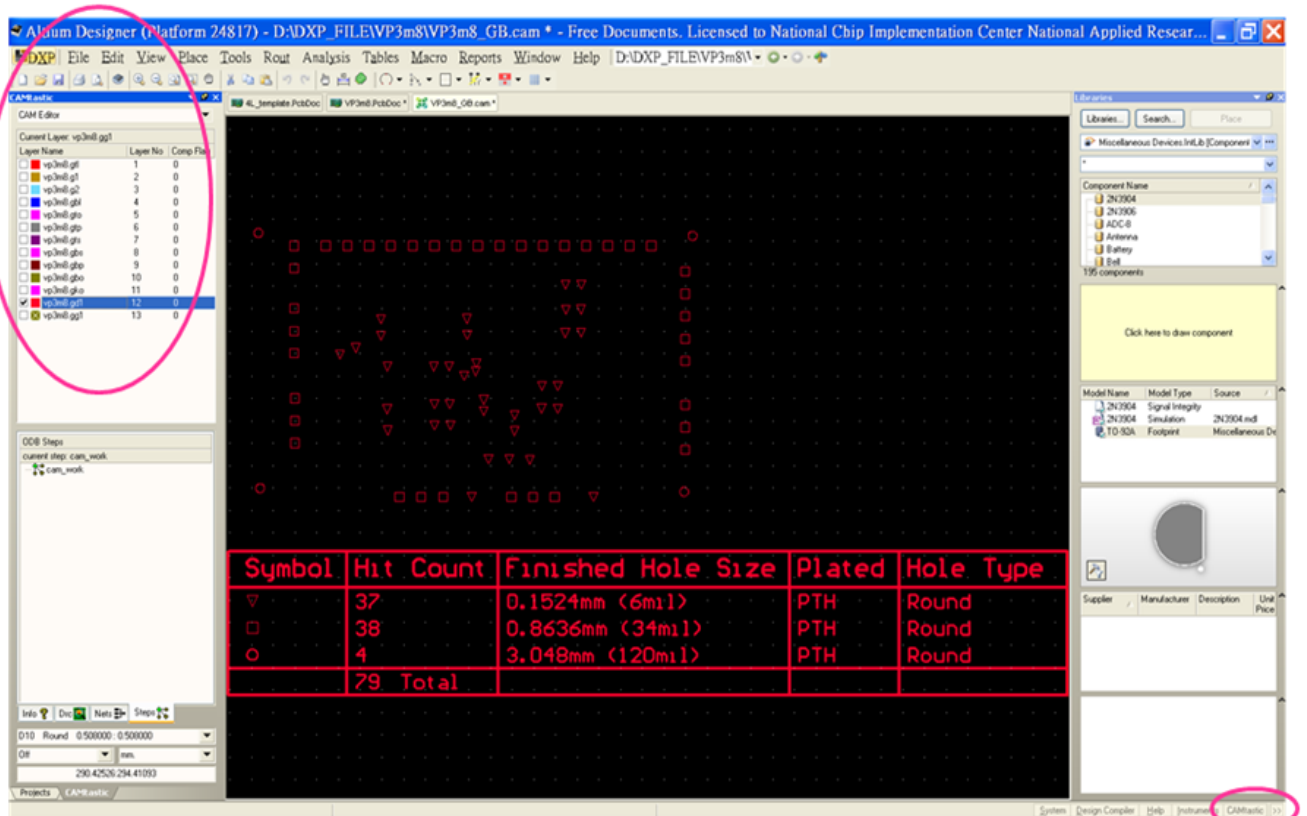 Altium Designer (Platform 24817) - D:\DXP_FILE\VP3m8\VP3m8_GB.cam * - Free Documents. Licensed to National Chip Implementation Center National Applied Resear...
DXP File Edit View Place Tools Rout Analysis Tables Macro Reports Window Help D:\DXP_FILE\VP3m8\\
CAMtastic
4L_template.PcbDoc VP3m8.PcbDoc * VP3m8_GB.cam *
Libraries
CAM Editor
Libraries... Search... Place
Current Layer: vp3m8.gg1
Miscellaneous Devices.IntLib [Component
Layer Name Layer No Comp Flag
*
vp3m8.gtl 1 0
vp3m8.g1 2 0
vp3m8.g2 3 0
vp3m8.gbl 4 0
vp3m8.gto 5 0
vp3m8.gtp 6 0
vp3m8.gts 7 0
vp3m8.gbs 8 0
vp3m8.gbp 9 0
vp3m8.gbo 10 0
vp3m8.gko 11 0
vp3m8.gd1 12 0
vp3m8.gg1 13 0
Component Name
2N3904
2N3906
ADC-8
Antenna
Battery
Bell
195 components
Click here to draw component
Model Name Model Type Source
2N3904 Signal Integrity
2N3904 Simulation 2N3904.mdl
TO-92A Footprint Miscellaneous De
ODB Steps
current step: cam_work
cam_work
Symbol Hit Count Finished Hole Size Plated Hole Type
37 0.1524mm (6mil) PTH Round
38 0.8636mm (34mil) PTH Round
4 3.048mm (120mil) PTH Round
79 Total
Supplier Manufacturer Description Unit Price
Info Drc Nets Steps
D10 Round 0.508000 : 0.508000
Off mm.
290.42526:294.41093
Projects CAMtastic
System Design Compiler Help Instruments CAMtastic >>